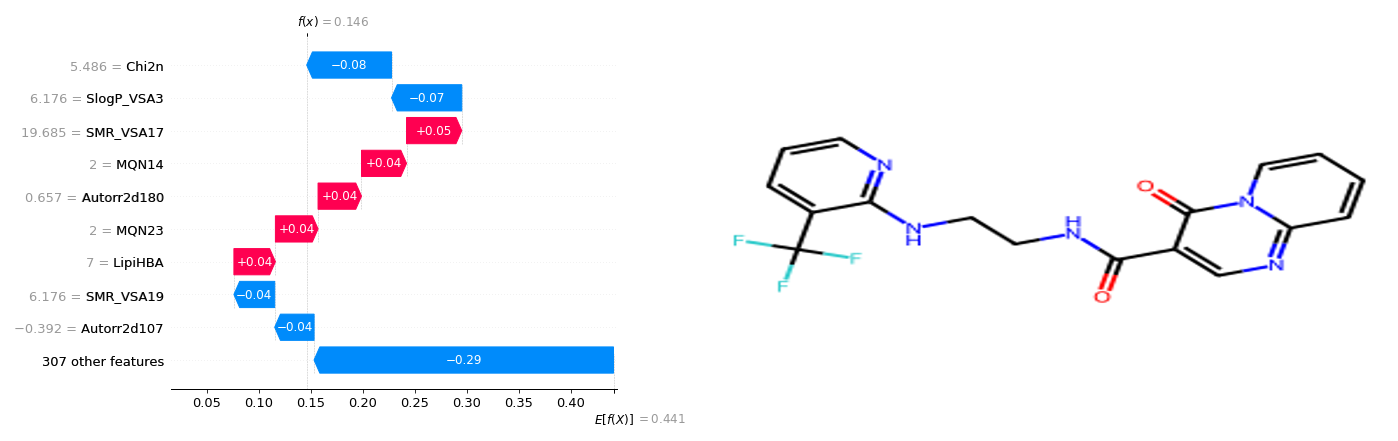 f(x) = 0.146
5.486 = Chi2n
−0.08
6.176 = SlogP_VSA3
−0.07
19.685 = SMR_VSA17
+0.05
2 = MQN14
+0.04
0.657 = Autorr2d180
+0.04
2 = MQN23
+0.04
7 = LipiHBA
+0.04
6.176 = SMR_VSA19
−0.04
−0.392 = Autorr2d107
−0.04
307 other features
−0.29
0.05 0.10 0.15 0.20 0.25 0.30 0.35 0.40
E[f(X)] = 0.441
N
N
H
F
F
F
H
N
O
O
N
N